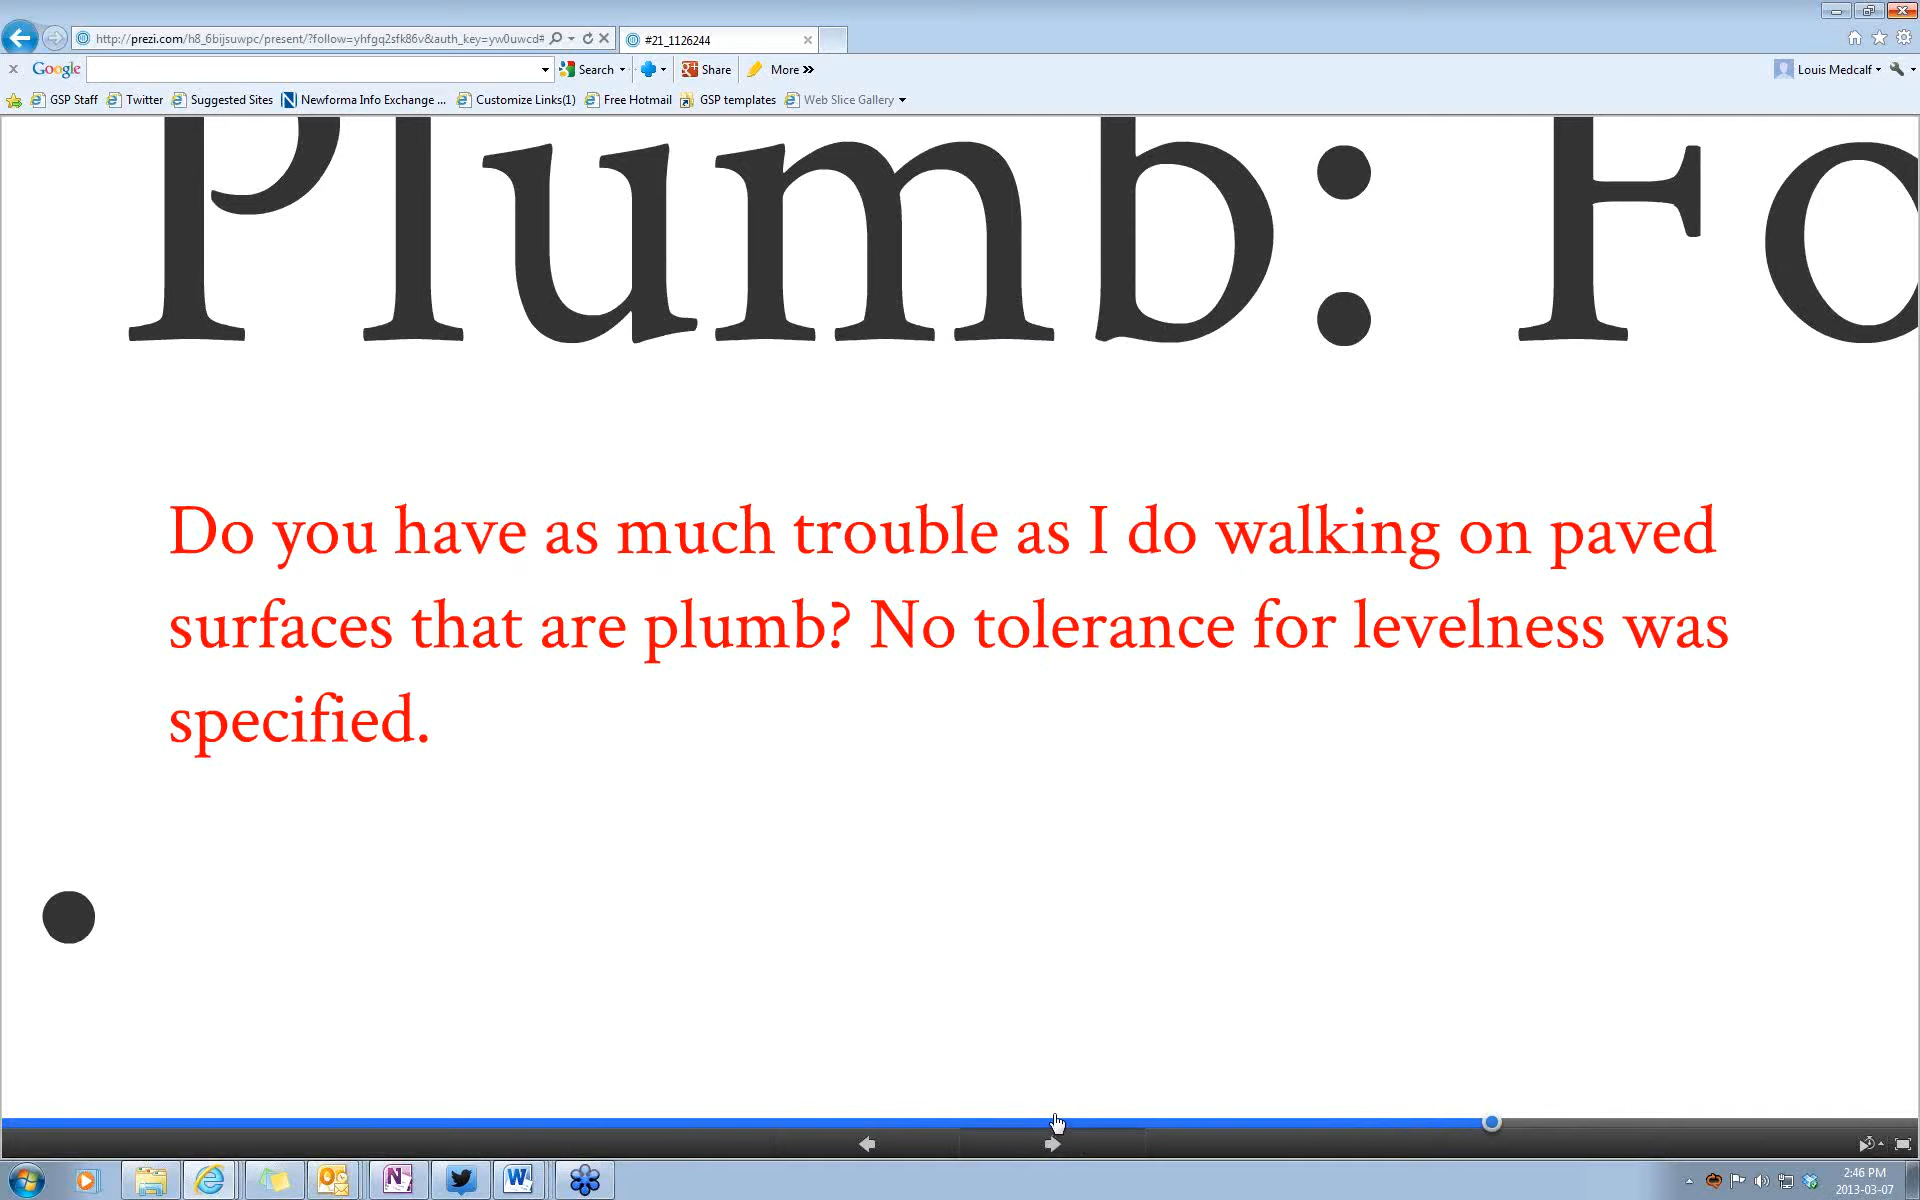 http://prezi.com/h8_6bijsuwpc/present/?follow=yhfgq2sfk86v&auth_key=yw0uwcd#
#21_1126244
Google
Search
Share
More »
Louis Medcalf
GSP Staff
Twitter
Suggested Sites
Newforma Info Exchange ...
Customize Links(1)
Free Hotmail
GSP templates
Web Slice Gallery
Plumb: Fo
Do you have as much trouble as I do walking on paved
surfaces that are plumb? No tolerance for levelness was
specified.
2:46 PM
2013-03-07